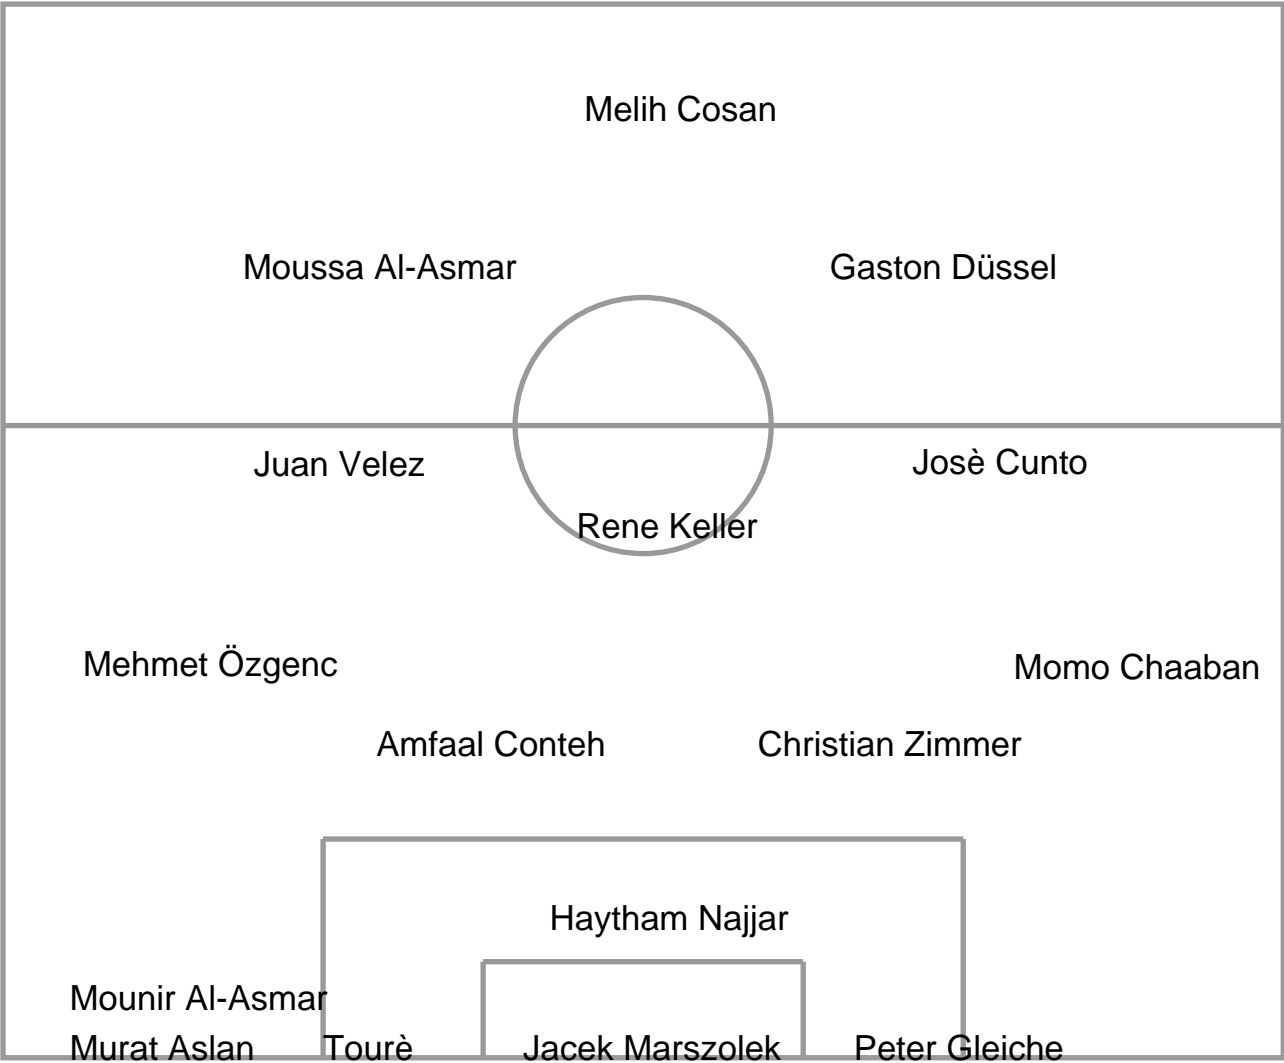 Melih Cosan
Moussa Al-Asmar
Gaston Düssel
Juan Velez
Josè Cunto
Rene Keller
Mehmet Özgenc
Momo Chaaban
Amfaal Conteh
Christian Zimmer
Haytham Najjar
Mounir Al-Asmar
Murat Aslan
Tourè
Jacek Marszolek
Peter Gleiche